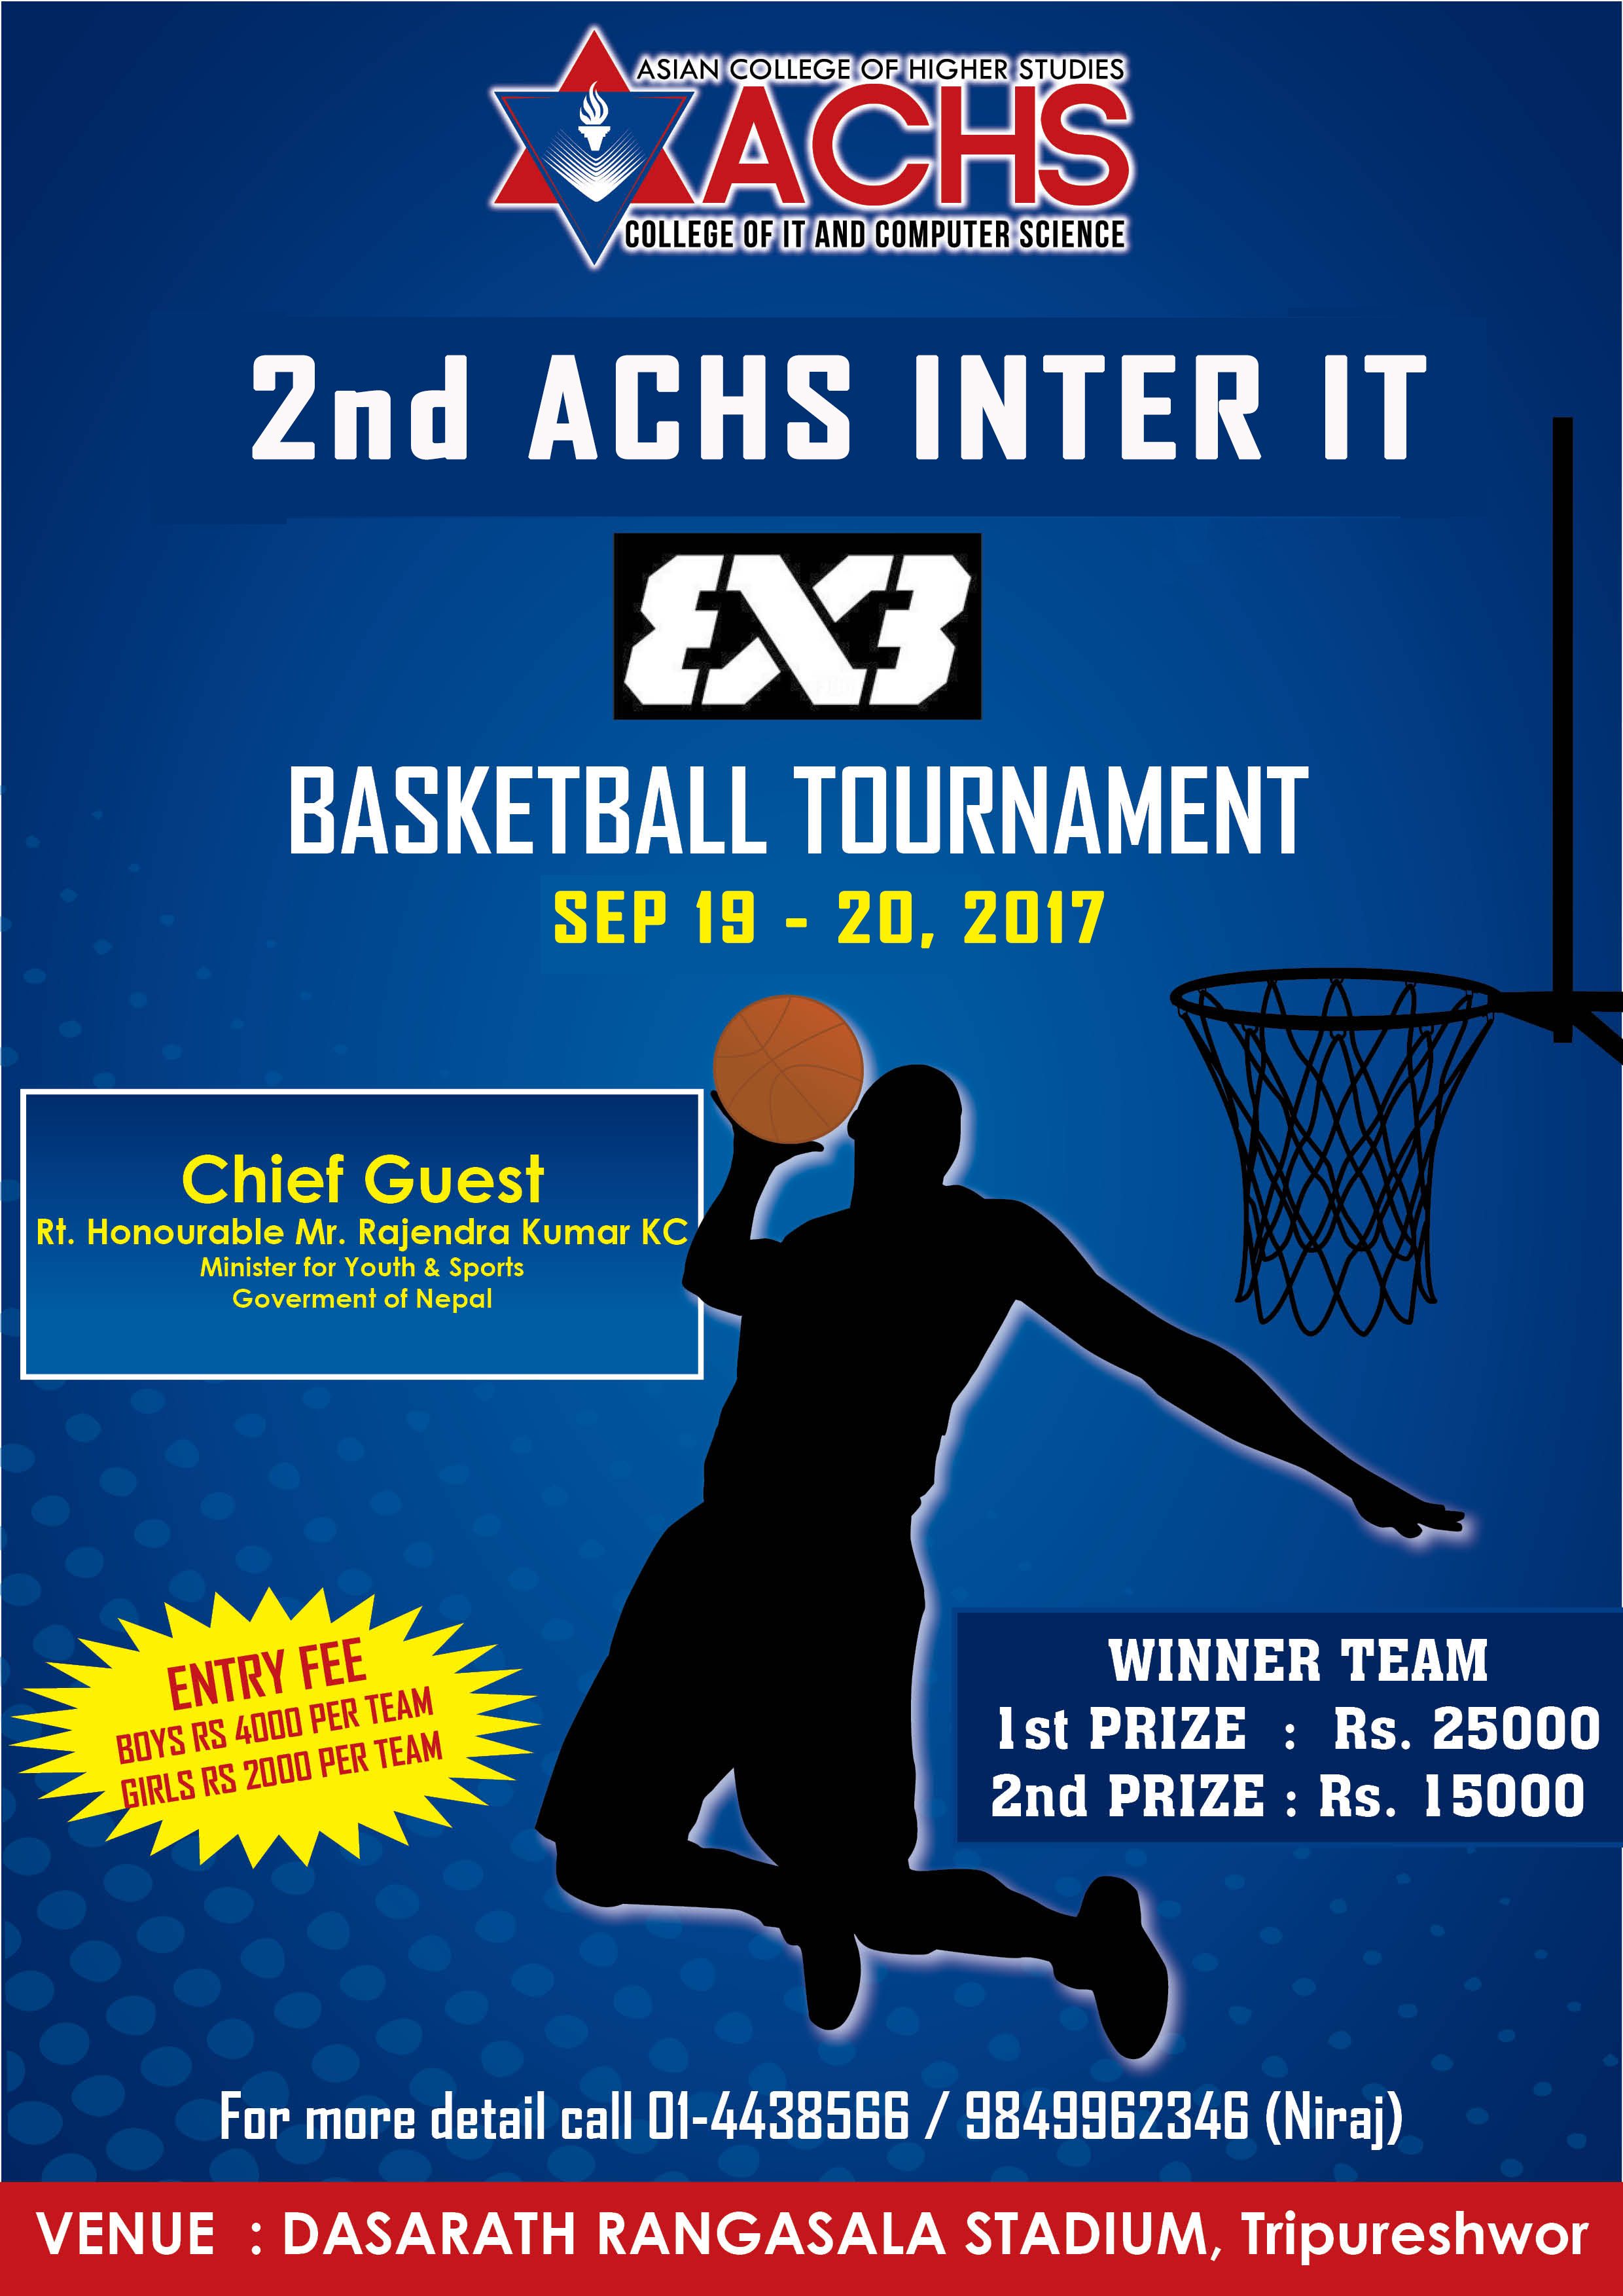 ASIAN COLLEGE OF HIGHER STUDIES
ACHS
COLLEGE OF IT AND COMPUTER SCIENCE
2nd ACHS INTER IT
3X3
BASKETBALL TOURNAMENT
SEP 19 - 20, 2017
Chief Guest
Rt. Honourable Mr. Rajendra Kumar KC
Minister for Youth & Sports
Goverment of Nepal
ENTRY FEE
BOYS RS 4000 PER TEAM
GIRLS RS 2000 PER TEAM
WINNER TEAM
1st PRIZE : Rs. 25000
2nd PRIZE : Rs. 15000
For more detail call 01-4438566 / 9849962346 (Niraj)
VENUE : DASARATH RANGASALA STADIUM, Tripureshwor